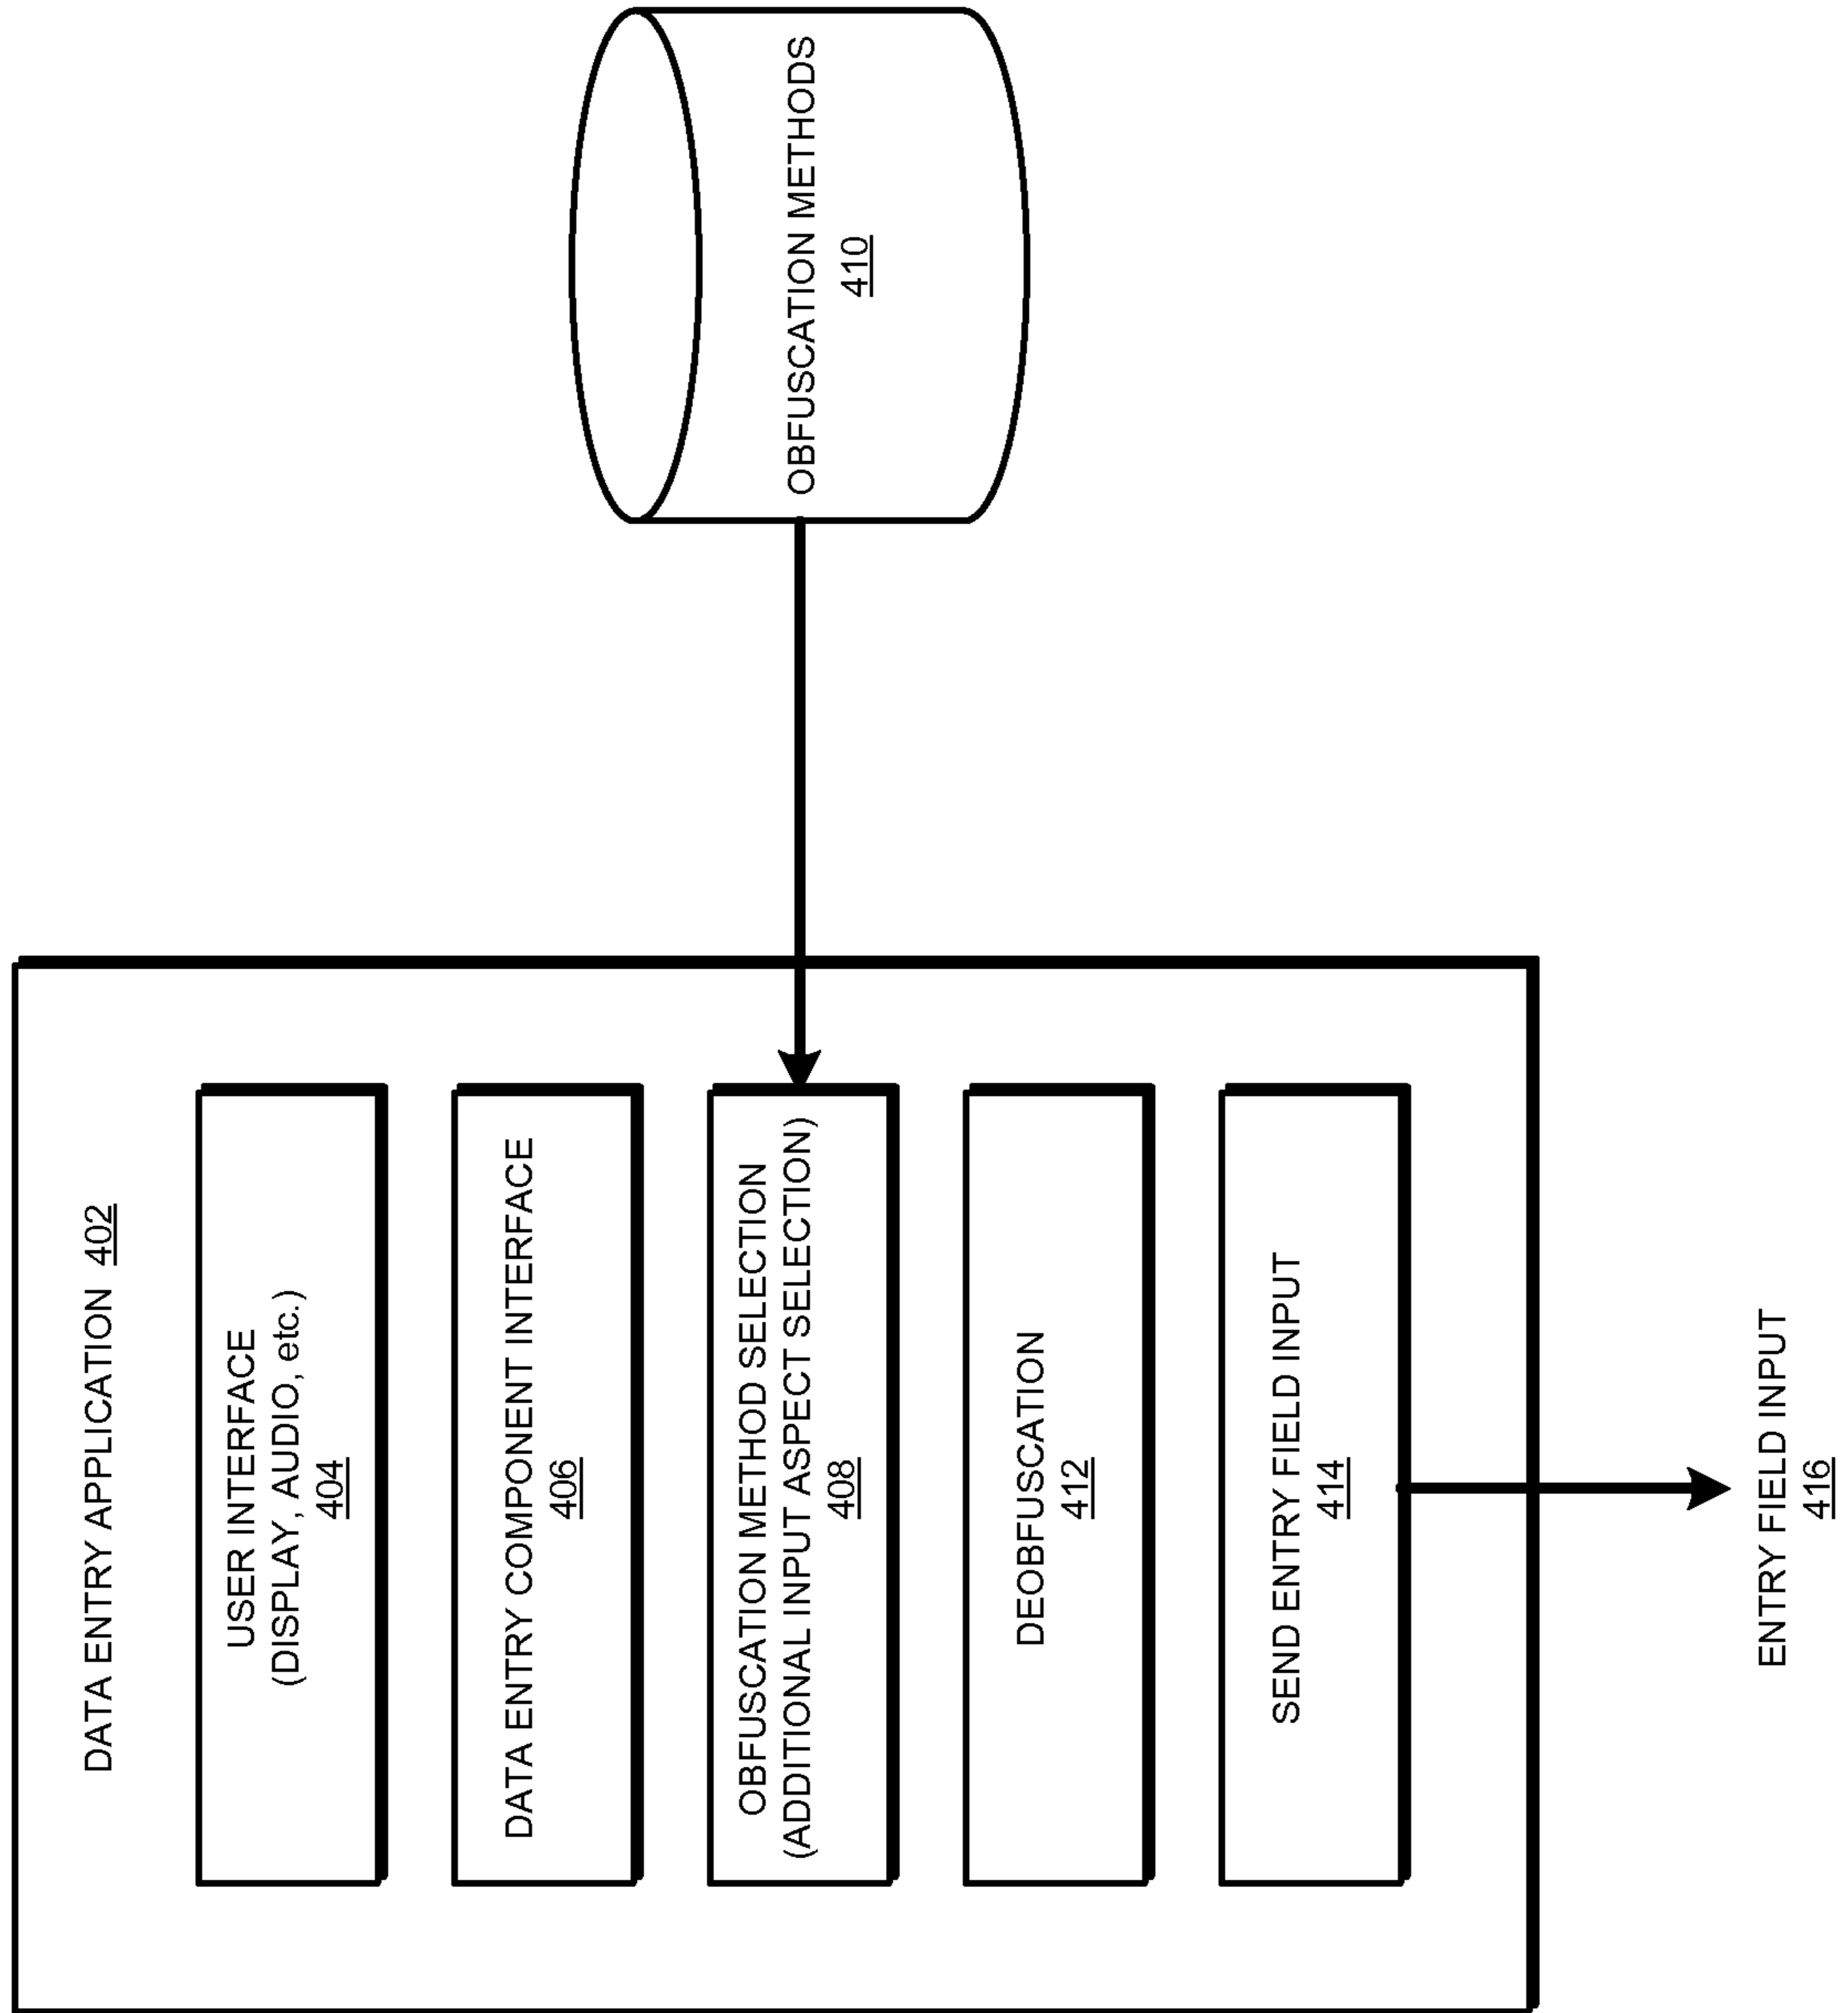 DATA ENTRY APPLICATION 402
USER INTERFACE
(DISPLAY, AUDIO, etc.)
404
DATA ENTRY COMPONENT INTERFACE
406
OBFUSCATION METHOD SELECTION
(ADDITIONAL INPUT ASPECT SELECTION)
408
DEOBFUSCATION
412
SEND ENTRY FIELD INPUT
414
OBFUSCATION METHODS
410
ENTRY FIELD INPUT
416